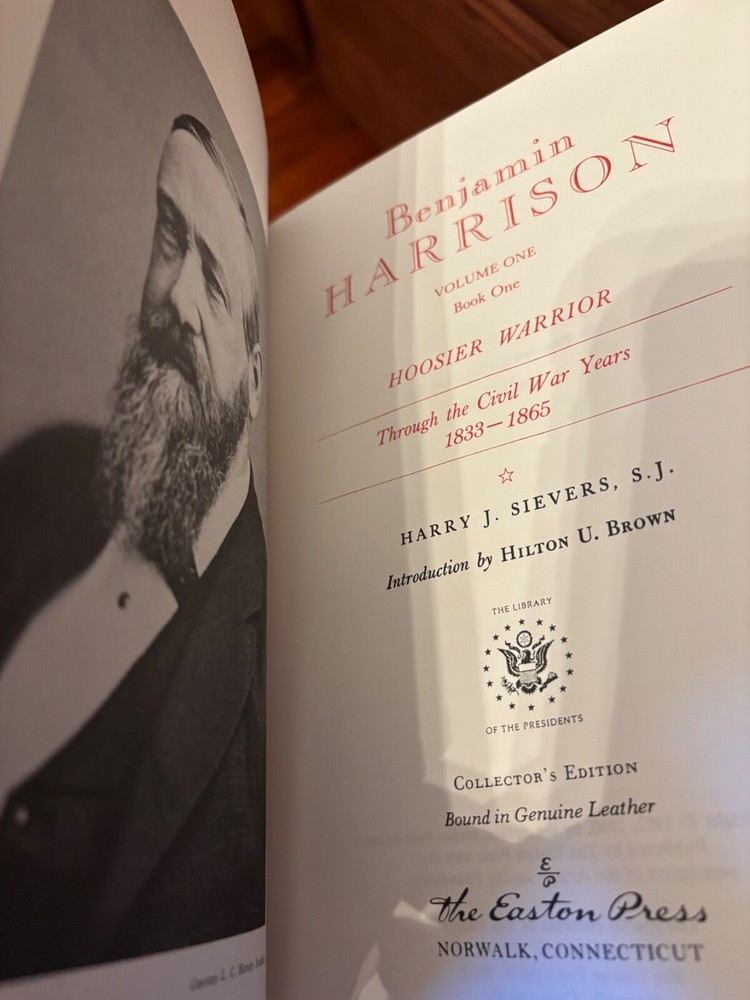 Benjamin
HARRISON
VOLUME ONE
Book One
HOOSIER WARRIOR
Through the Civil War Years
1833–1865
HARRY J. SIEVERS, S.J.
Introduction by HILTON U. BROWN
THE LIBRARY
OF THE PRESIDENTS
COLLECTOR'S EDITION
Bound in Genuine Leather
The Easton Press
NORWALK, CONNECTICUT
Courtesy L. C.